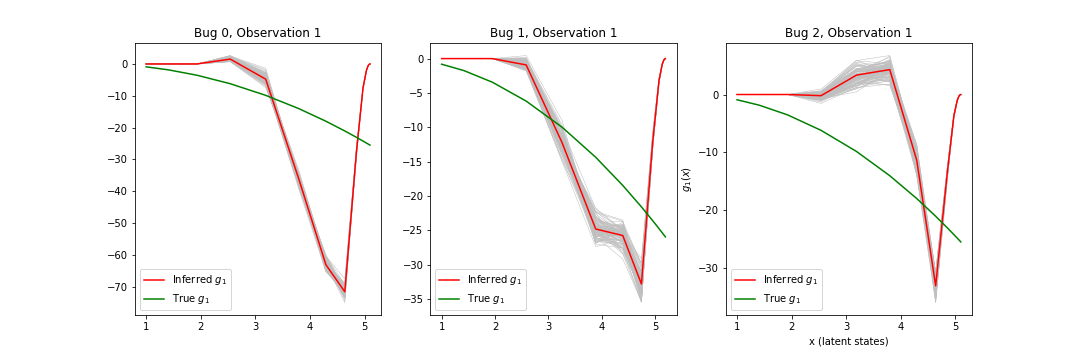 Bug 0, Observation 1
0
−10
−20
−30
−40
−50
−60
−70
1 2 3 4 5
Inferred g₁
True g₁
Bug 1, Observation 1
0
−5
−10
−15
−20
−25
−30
−35
1 2 3 4 5
Inferred g₁
True g₁
Bug 2, Observation 1
g₁(x)
0
−10
−20
−30
1 2 3 4 5
x (latent states)
Inferred g₁
True g₁